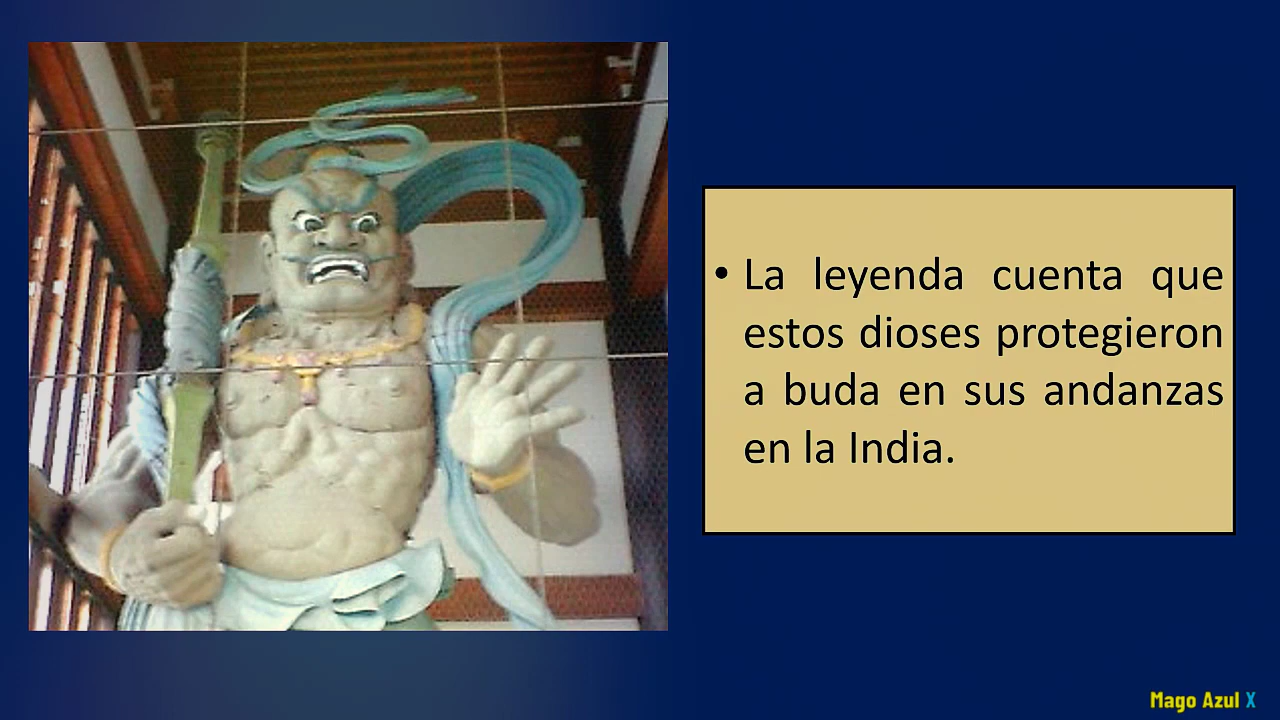 • La leyenda cuenta que
estos dioses protegieron
a buda en sus andanzas
en la India.
Mago Azul X